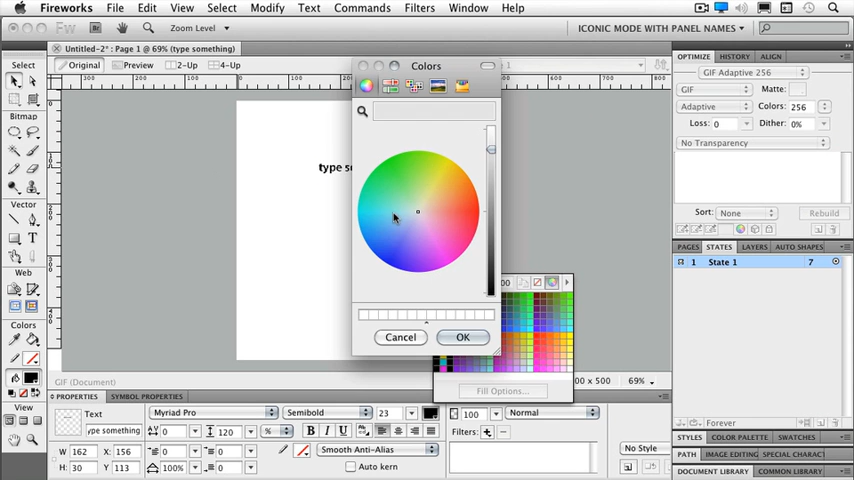 Fireworks File Edit View Select Modify Text Commands Filters Window Help
Fw Zoom Level ICONIC MODE WITH PANEL NAMES
Untitled-2* : Page 1 @ 69% (type something)
Original Preview 2-Up 4-Up
Colors
OPTIMIZE HISTORY ALIGN
GIF Adaptive 256
GIF Matte:
Adaptive Colors: 256
Loss: 0 Dither: 0%
No Transparency
Sort: None Rebuild
PAGES STATES LAYERS AUTO SHAPES
1 State 1 7
Forever
STYLES COLOR PALETTE SWATCHES
PATH IMAGE EDITING SPECIAL CHARAC
DOCUMENT LIBRARY COMMON LIBRARY
Select
Bitmap
Vector
Web
Colors
View
type s
Cancel OK
Fill Options...
x 500 69%
GIF (Document)
PROPERTIES SYMBOL PROPERTIES
Text Myriad Pro Semibold 23 100 Normal
ype something 0 120 % B I U Filters:
W 162 X: 156 0 0 Smooth Anti-Alias No Style
H: 30 Y: 113 100% 0 Auto kern